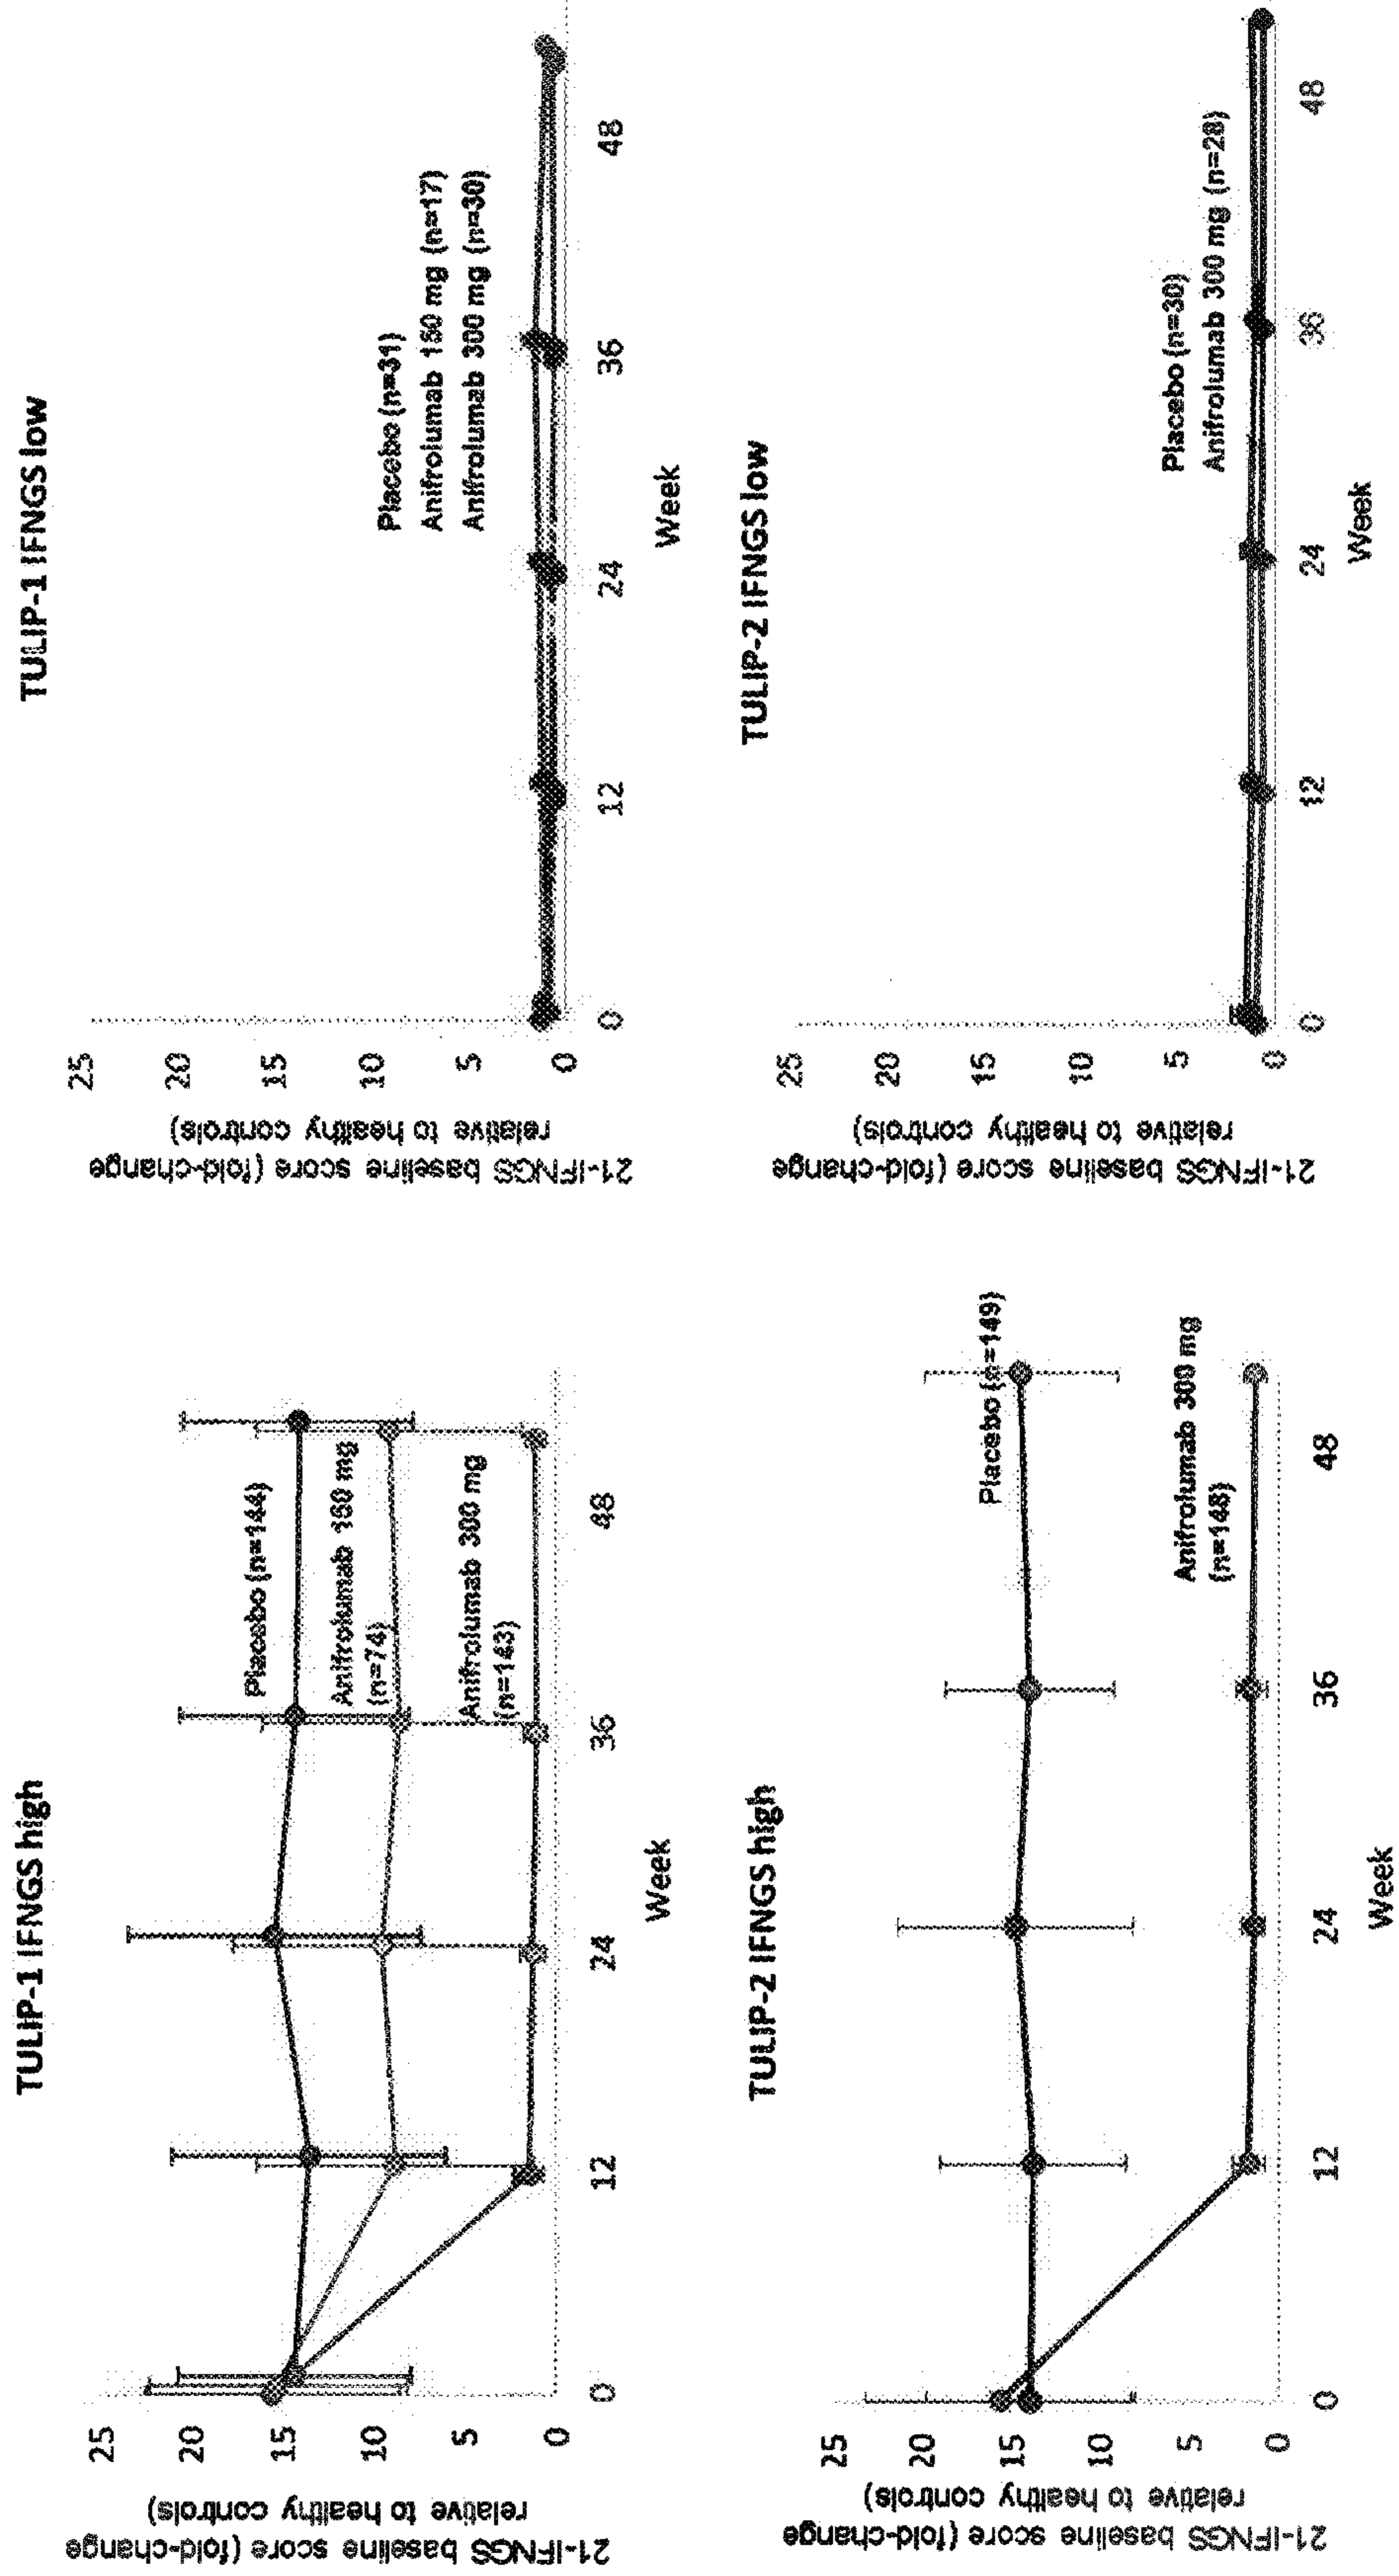 TULIP-1 IFNGS high
21-IFNGS baseline score (fold-change
relative to healthy controls)
25
20
15
10
5
0
Placebo (n=144)
Anifrolumab 150 mg
(n=74)
Anifrolumab 300 mg
(n=143)
0
12
24
36
48
Week
TULIP-1 IFNGS low
21-IFNGS baseline score (fold-change
relative to healthy controls)
25
20
15
10
5
0
Placebo (n=31)
Anifrolumab 150 mg (n=17)
Anifrolumab 300 mg (n=30)
0
12
24
36
48
Week
TULIP-2 IFNGS high
21-IFNGS baseline score (fold-change
relative to healthy controls)
25
20
15
10
5
0
Placebo (n=149)
Anifrolumab 300 mg
(n=148)
0
12
24
36
48
Week
TULIP-2 IFNGS low
21-IFNGS baseline score (fold-change
relative to healthy controls)
25
20
15
10
5
0
Placebo (n=30)
Anifrolumab 300 mg (n=28)
0
12
24
36
48
Week